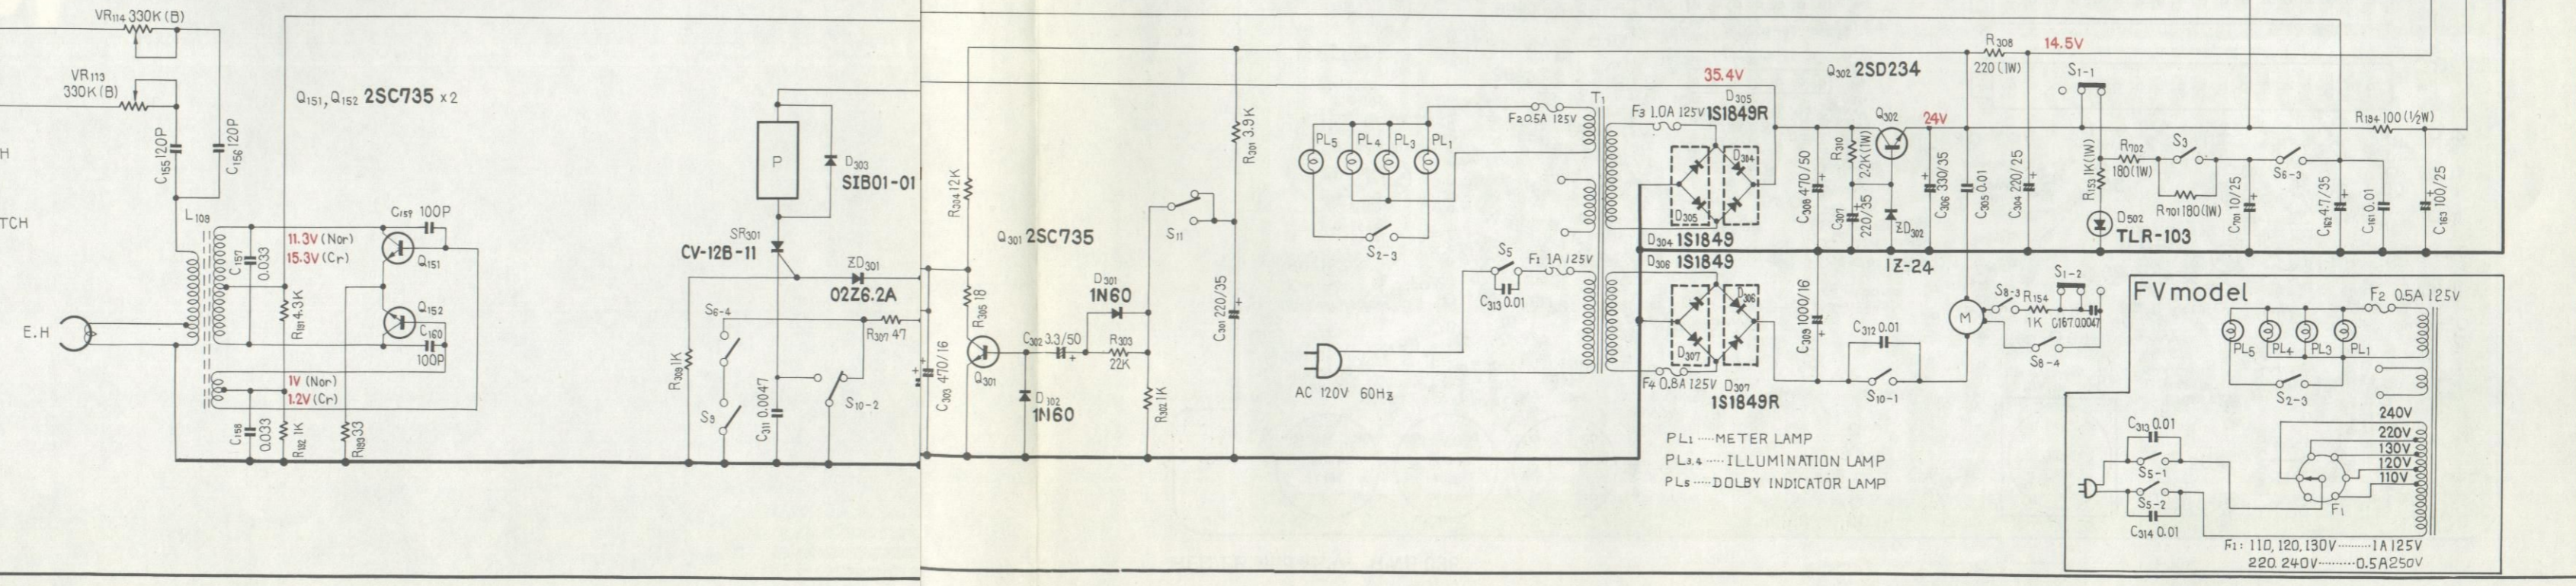 VR114 330K(B)
VR113
330K(B)
C155 120P
C156 120P
H
TCH
E.H
L108
Q151, Q152 2SC735 x2
C157 0.033
11.3V (Nor)
15.3V (Cr)
R191 4.3K
C159 100P
Q151
Q152
C160
100P
1V (Nor)
1.2V (Cr)
C158 0.033
R192 1K
R193 33
P
D303
SIB01-01
SR301
CV-12B-11
ZD301
02Z6.2A
S6-4
R307 47
R309 1K
S9
C311 0.0047
S10-2
C303 470/16
R304 12K
Q301 2SC735
R305 18
Q301
C302 3.3/50
D302
1N60
D301
1N60
R303
22K
R302 1K
S11
R301 3.9K
C301 220/35
PL5
PL4
PL3
PL1
S2-3
F2 0.5A 125V
T1
S5
C313 0.01
F1 1A 125V
AC 120V 60Hz
F3 1.0A 125V
D305
1S1849R
D304
D305
D304 1S1849
D306 1S1849
D306
D307
F4 0.8A 125V
D307
1S1849R
35.4V
C308 470/50
R310 2.2K(1W)
C307 220/35
Q302 2SD234
Q302
ZD302
1Z-24
24V
C306 330/35
C305 0.01
C304 220/25
R308
220(1W)
14.5V
S1-1
R153 1K(1W)
D502
TLR-103
R702
180(1W)
S3
R701 180(1W)
C701 10/25
S6-3
C162 4.7/35
C161 0.01
R194 100(1/2W)
C163 100/25
C309 1000/16
C312 0.01
S10-1
M
S8-3
R154
1K
S1-2
C167 0.0047
S8-4
PL1 ····METER LAMP
PL3,4 ·····ILLUMINATION LAMP
PL5 ····DOLBY INDICATOR LAMP
FV model
F2 0.5A 125V
PL5
PL4
PL3
PL1
S2-3
240V
220V
130V
120V
110V
C313 0.01
S5-1
S5-2
C314 0.01
F1
F1: 110, 120, 130V·········1A 125V
220. 240V·········0.5A 250V